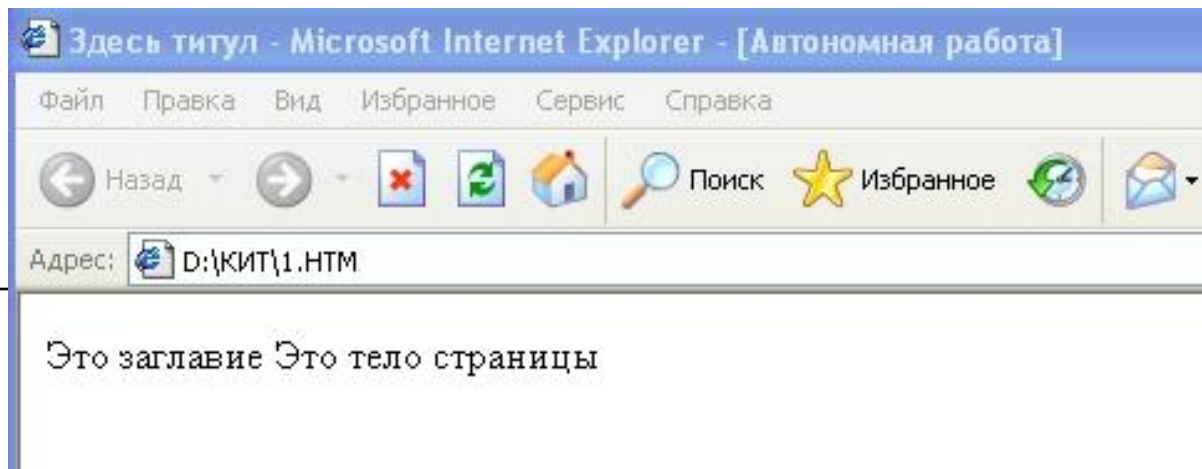 Здесь титул - Microsoft Internet Explorer - [Автономная работа]
Файл Правка Вид Избранное Сервис Справка
Назад Поиск Избранное
Адрес: D:\КИТ\1.HTM
Это заглавие Это тело страницы